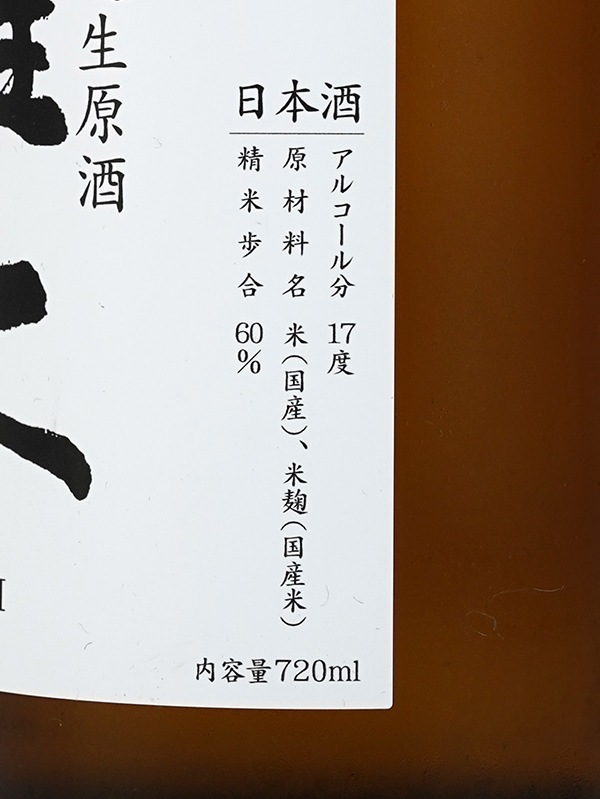 日本酒
アルコール分 17度
原材料名 米(国産)、米麹(国産米)
精米歩合 60%
内容量720ml
生原酒